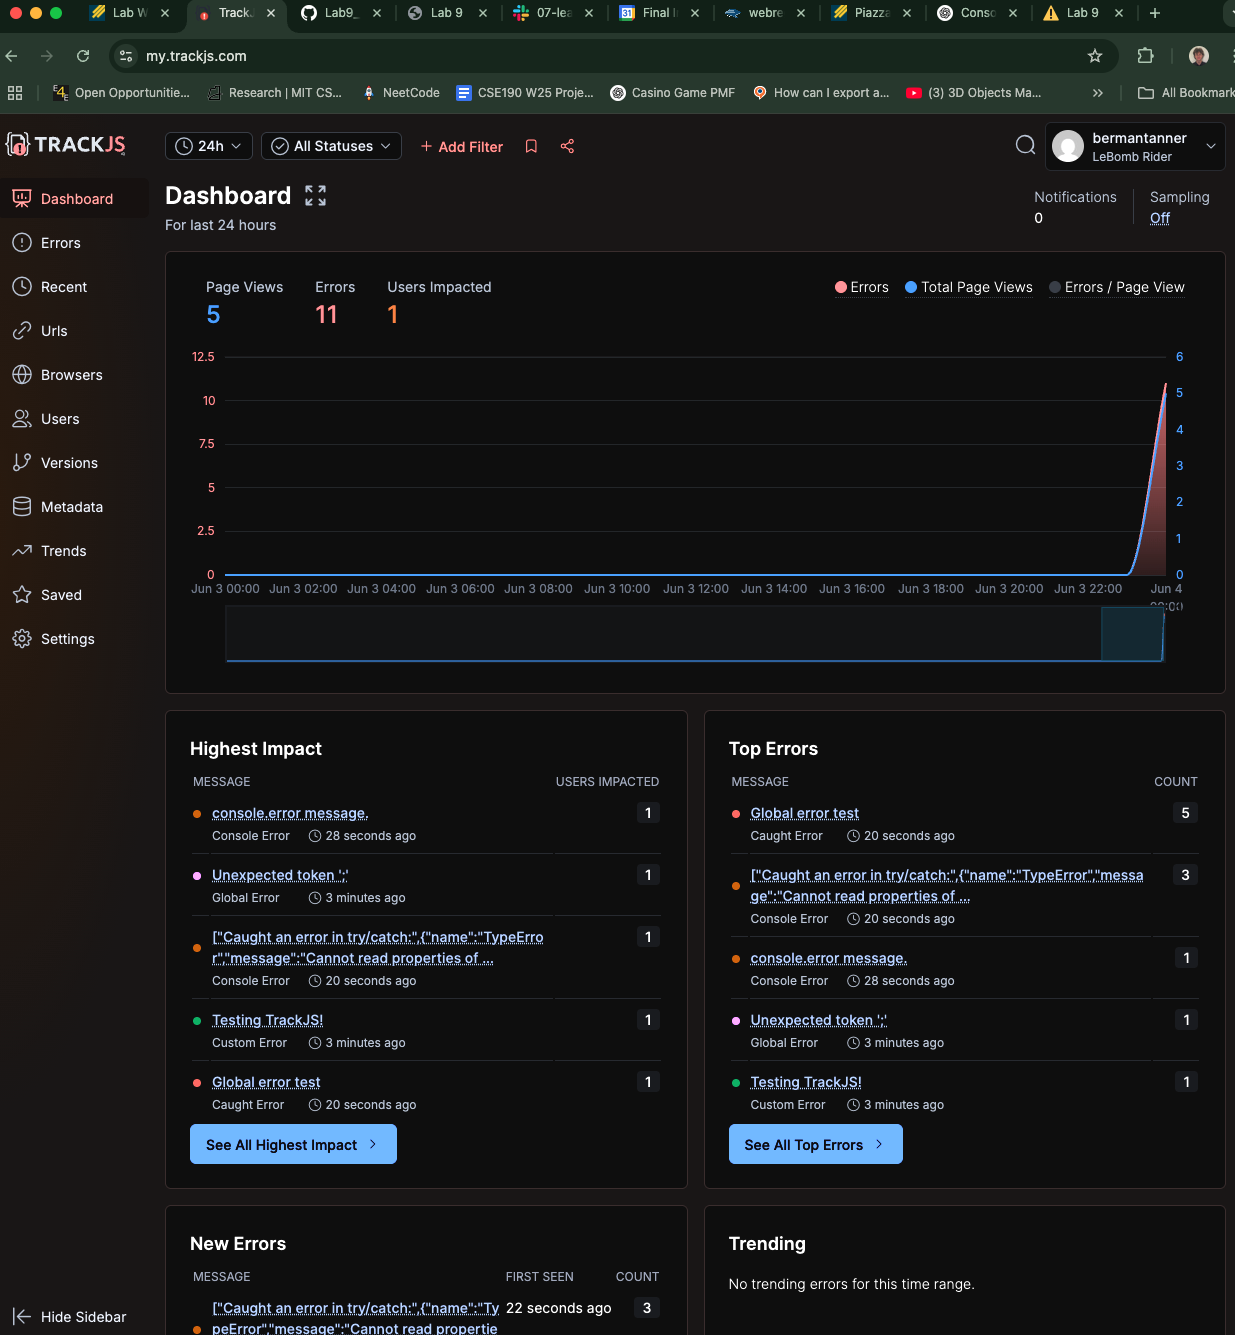 Lab W
TrackJ
Lab9_
Lab 9
07-lea
Final In
webre
Piazza
Conso
Lab 9
my.trackjs.com
Open Opportunitie...
Research | MIT CS...
NeetCode
CSE190 W25 Proje...
Casino Game PMF
How can I export a...
(3) 3D Objects Ma...
All Bookmark
TRACKJS
24h
All Statuses
+ Add Filter
bermantanner
LeBomb Rider
Dashboard
Errors
Recent
Urls
Browsers
Users
Versions
Metadata
Trends
Saved
Settings
Hide Sidebar
Dashboard
For last 24 hours
Notifications
0
Sampling
Off
Page Views
5
Errors
11
Users Impacted
1
Errors
Total Page Views
Errors / Page View
12.5
10
7.5
5
2.5
0
6
5
4
3
2
1
0
Jun 3 00:00
Jun 3 02:00
Jun 3 04:00
Jun 3 06:00
Jun 3 08:00
Jun 3 10:00
Jun 3 12:00
Jun 3 14:00
Jun 3 16:00
Jun 3 18:00
Jun 3 20:00
Jun 3 22:00
Jun 4
00:00
Highest Impact
MESSAGE USERS IMPACTED
console.error message. 1
Console Error 28 seconds ago
Unexpected token ';' 1
Global Error 3 minutes ago
["Caught an error in try/catch:",{"name":"TypeErro 1
r","message":"Cannot read properties of ...
Console Error 20 seconds ago
Testing TrackJS! 1
Custom Error 3 minutes ago
Global error test 1
Caught Error 20 seconds ago
See All Highest Impact
Top Errors
MESSAGE COUNT
Global error test 5
Caught Error 20 seconds ago
["Caught an error in try/catch:",{"name":"TypeError","messa 3
ge":"Cannot read properties of ...
Console Error 20 seconds ago
console.error message. 1
Console Error 28 seconds ago
Unexpected token ';' 1
Global Error 3 minutes ago
Testing TrackJS! 1
Custom Error 3 minutes ago
See All Top Errors
New Errors
MESSAGE FIRST SEEN COUNT
["Caught an error in try/catch:",{"name":"Ty 22 seconds ago 3
peError","message":"Cannot read propertie
Trending
No trending errors for this time range.